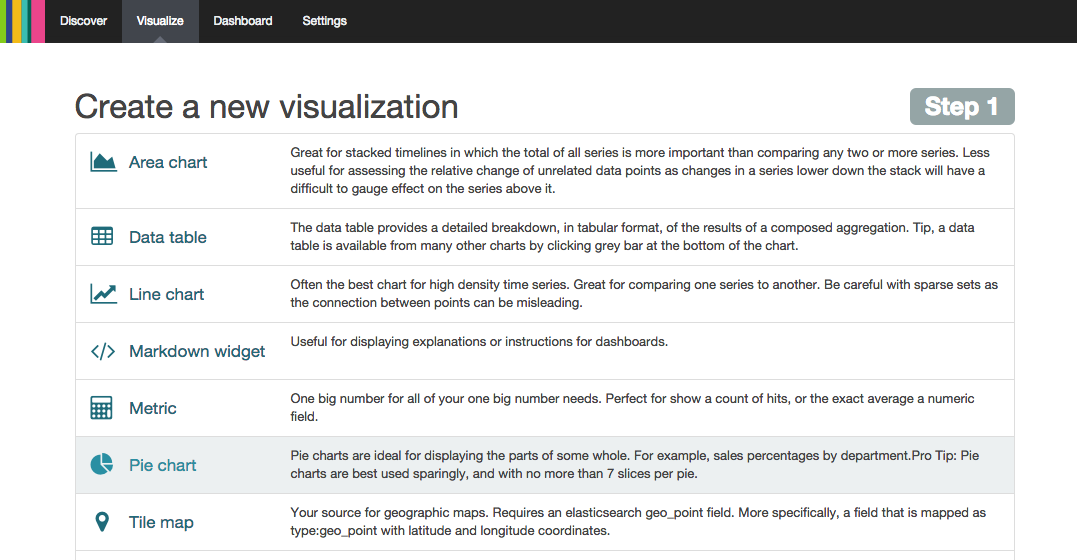 Discover
Visualize
Dashboard
Settings
Create a new visualization
Step 1
Area chart
Great for stacked timelines in which the total of all series is more important than comparing any two or more series. Less
useful for assessing the relative change of unrelated data points as changes in a series lower down the stack will have a
difficult to gauge effect on the series above it.
Data table
The data table provides a detailed breakdown, in tabular format, of the results of a composed aggregation. Tip, a data
table is available from many other charts by clicking grey bar at the bottom of the chart.
Line chart
Often the best chart for high density time series. Great for comparing one series to another. Be careful with sparse sets as
the connection between points can be misleading.
Markdown widget
Useful for displaying explanations or instructions for dashboards.
Metric
One big number for all of your one big number needs. Perfect for show a count of hits, or the exact average a numeric
field.
Pie chart
Pie charts are ideal for displaying the parts of some whole. For example, sales percentages by department.Pro Tip: Pie
charts are best used sparingly, and with no more than 7 slices per pie.
Tile map
Your source for geographic maps. Requires an elasticsearch geo_point field. More specifically, a field that is mapped as
type:geo_point with latitude and longitude coordinates.